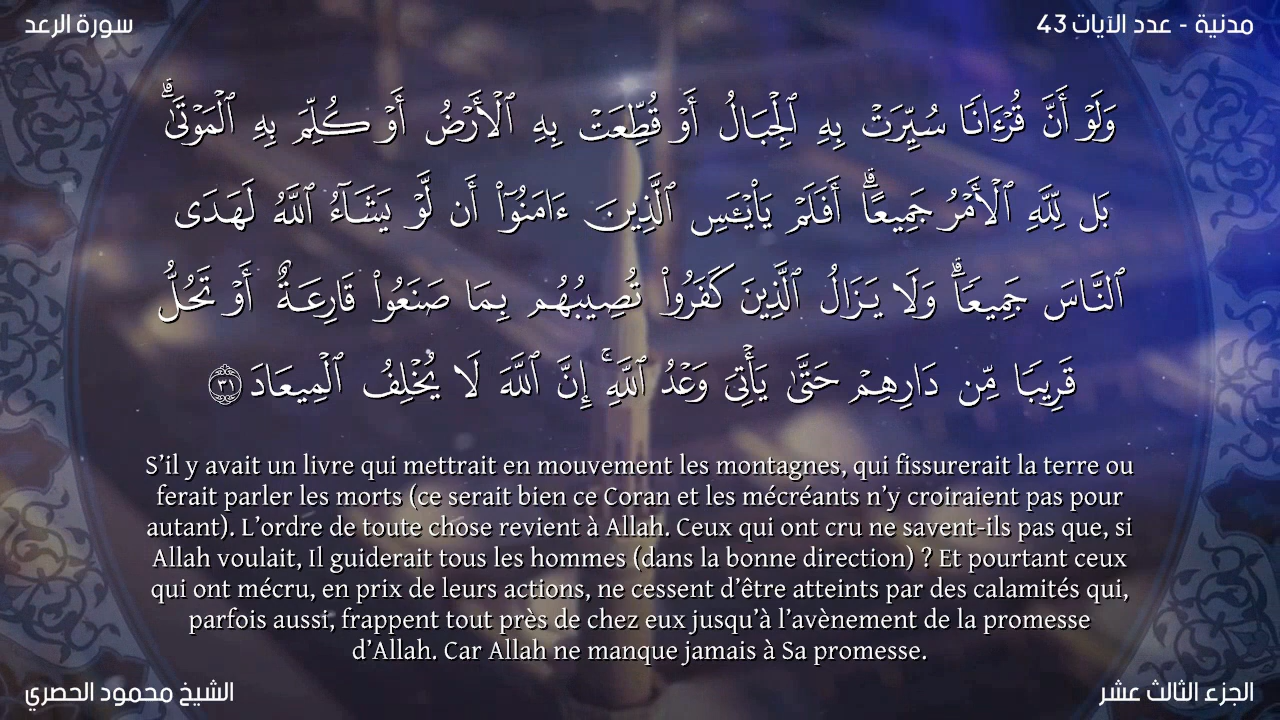 سورة الرعد
مدنية - عدد الآيات 43
وَلَوْ أَنَّ قُرْءَانًا سُيِّرَتْ بِهِ ٱلْجِبَالُ أَوْ قُطِّعَتْ بِهِ ٱلْأَرْضُ أَوْ كُلِّمَ بِهِ ٱلْمَوْتَىٰ ۗ
بَل لِّلَّهِ ٱلْأَمْرُ جَمِيعًا ۗ أَفَلَمْ يَا۟يْـَٔسِ ٱلَّذِينَ ءَامَنُوٓا۟ أَن لَّوْ يَشَآءُ ٱللَّهُ لَهَدَى
ٱلنَّاسَ جَمِيعًا ۗ وَلَا يَزَالُ ٱلَّذِينَ كَفَرُوا۟ تُصِيبُهُم بِمَا صَنَعُوا۟ قَارِعَةٌ أَوْ تَحُلُّ
قَرِيبًا مِّن دَارِهِمْ حَتَّىٰ يَأْتِىَ وَعْدُ ٱللَّهِ ۚ إِنَّ ٱللَّهَ لَا يُخْلِفُ ٱلْمِيعَادَ ٣١
S’il y avait un livre qui mettrait en mouvement les montagnes, qui fissurerait la terre ou
ferait parler les morts (ce serait bien ce Coran et les mécréants n’y croiraient pas pour
autant). L’ordre de toute chose revient à Allah. Ceux qui ont cru ne savent-ils pas que, si
Allah voulait, Il guiderait tous les hommes (dans la bonne direction) ? Et pourtant ceux
qui ont mécru, en prix de leurs actions, ne cessent d’être atteints par des calamités qui,
parfois aussi, frappent tout près de chez eux jusqu’à l’avènement de la promesse
d’Allah. Car Allah ne manque jamais à Sa promesse.
الشيخ محمود الحصري
الجزء الثالث عشر